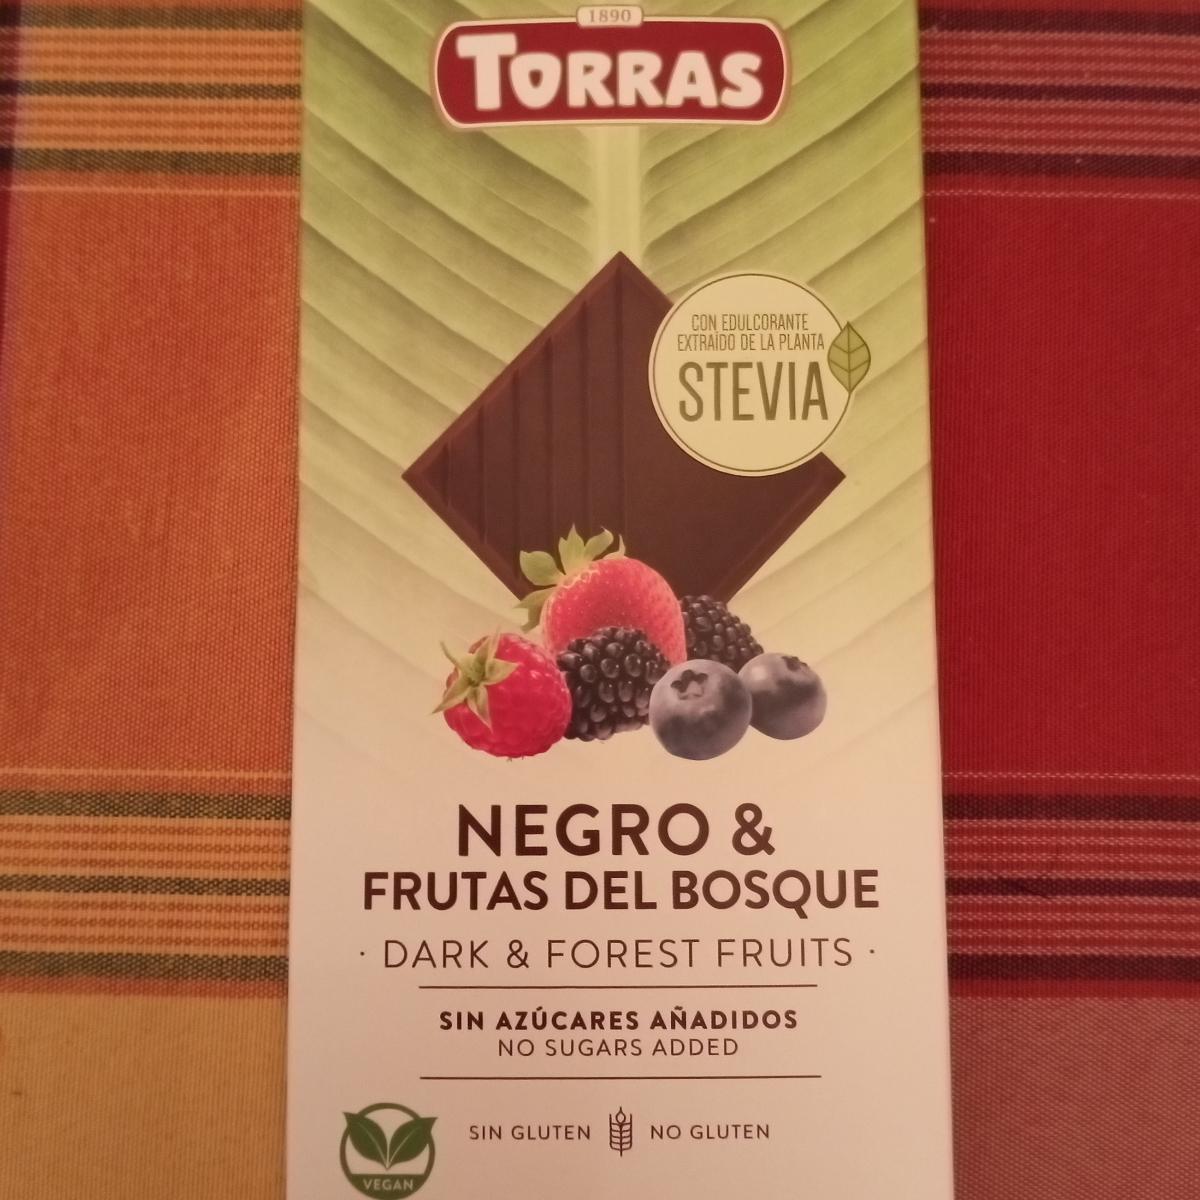 1890
TORRAS
CON EDULCORANTE
EXTRAÍDO DE LA PLANTA
STEVIA
NEGRO &
FRUTAS DEL BOSQUE
· DARK & FOREST FRUITS ·
SIN AZÚCARES AÑADIDOS
NO SUGARS ADDED
SIN GLUTEN NO GLUTEN
VEGAN